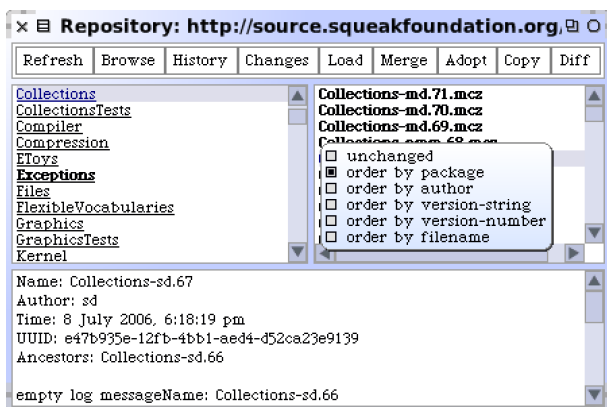 Repository: http://source.squeakfoundation.org/
Refresh Browse History Changes Load Merge Adopt Copy Diff
Collections
CollectionsTests
Compiler
Compression
EToys
Exceptions
Files
FlexibleVocabularies
Graphics
GraphicsTests
Kernel
Collections-md.71.mcz
Collections-md.70.mcz
Collections-md.69.mcz
unchanged
order by package
order by author
order by version-string
order by version-number
order by filename
Name: Collections-sd.67
Author: sd
Time: 8 July 2006, 6:18:19 pm
UUID: e47b935e-12fb-4bb1-aed4-d52ca23e9139
Ancestors: Collections-sd.66
empty log messageName: Collections-sd.66